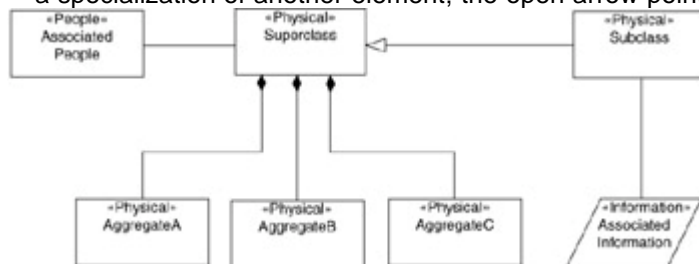 a specialization of another element, the open arrow poin
«People»
Associated
People
«Physical»
Superclass
«Physical»
Subclass
«Physical»
AggregateA
«Physical»
AggregateB
«Physical»
AggregateC
«Information»
Associated
Information